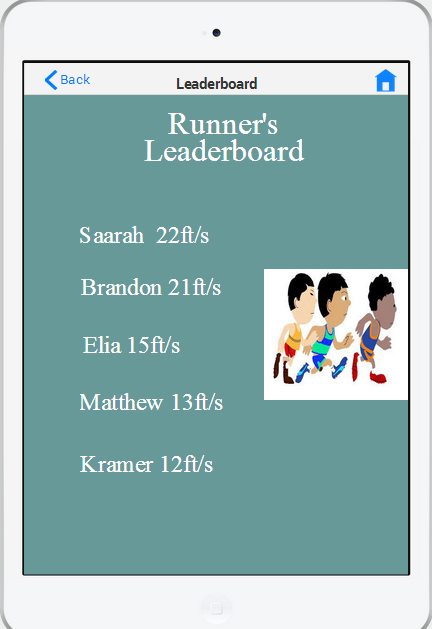 Back
Leaderboard
Runner's
Leaderboard
Saarah  22ft/s
Brandon 21ft/s
Elia 15ft/s
Matthew 13ft/s
Kramer 12ft/s